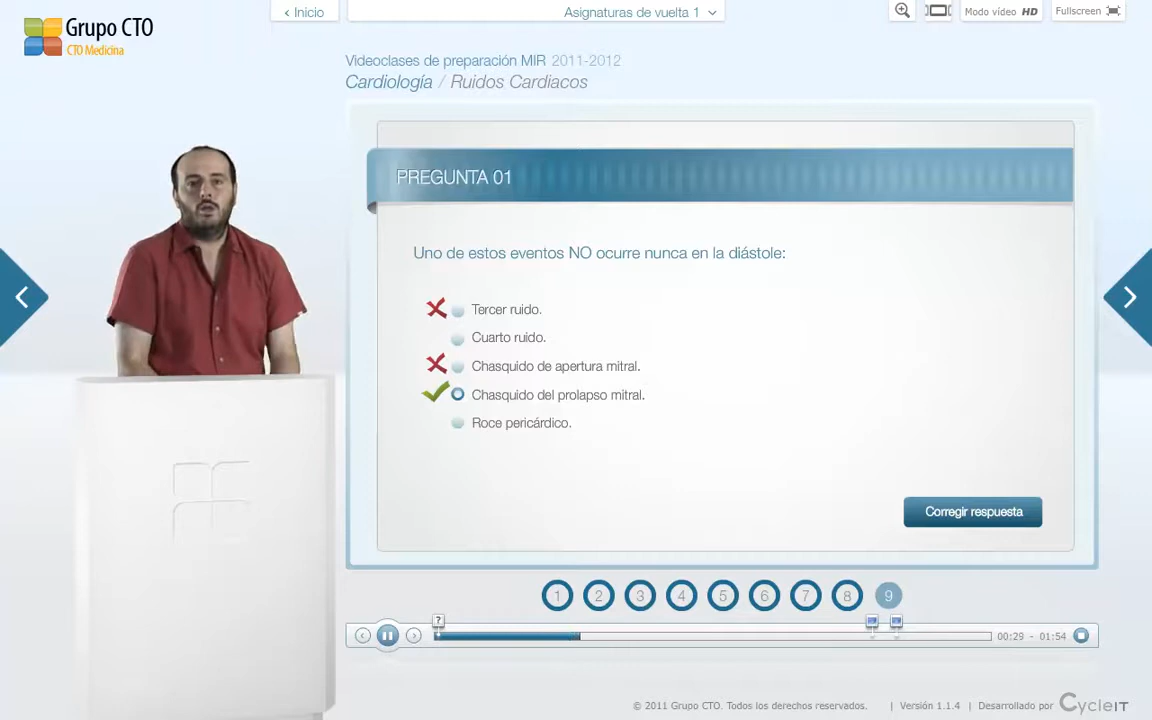 Grupo CTO
CTO Medicina
‹ Inicio
Asignaturas de vuelta 1
Modo vídeo HD
Fullscreen
Videoclases de preparación MIR 2011-2012
Cardiología / Ruidos Cardiacos
PREGUNTA 01
Uno de estos eventos NO ocurre nunca en la diástole:
Tercer ruido.
Cuarto ruido.
Chasquido de apertura mitral.
Chasquido del prolapso mitral.
Roce pericárdico.
Corregir respuesta
1 2 3 4 5 6 7 8 9
?
00:29 - 01:54
© 2011 Grupo CTO. Todos los derechos reservados. | Versión 1.1.4 | Desarrollado por CycleIT